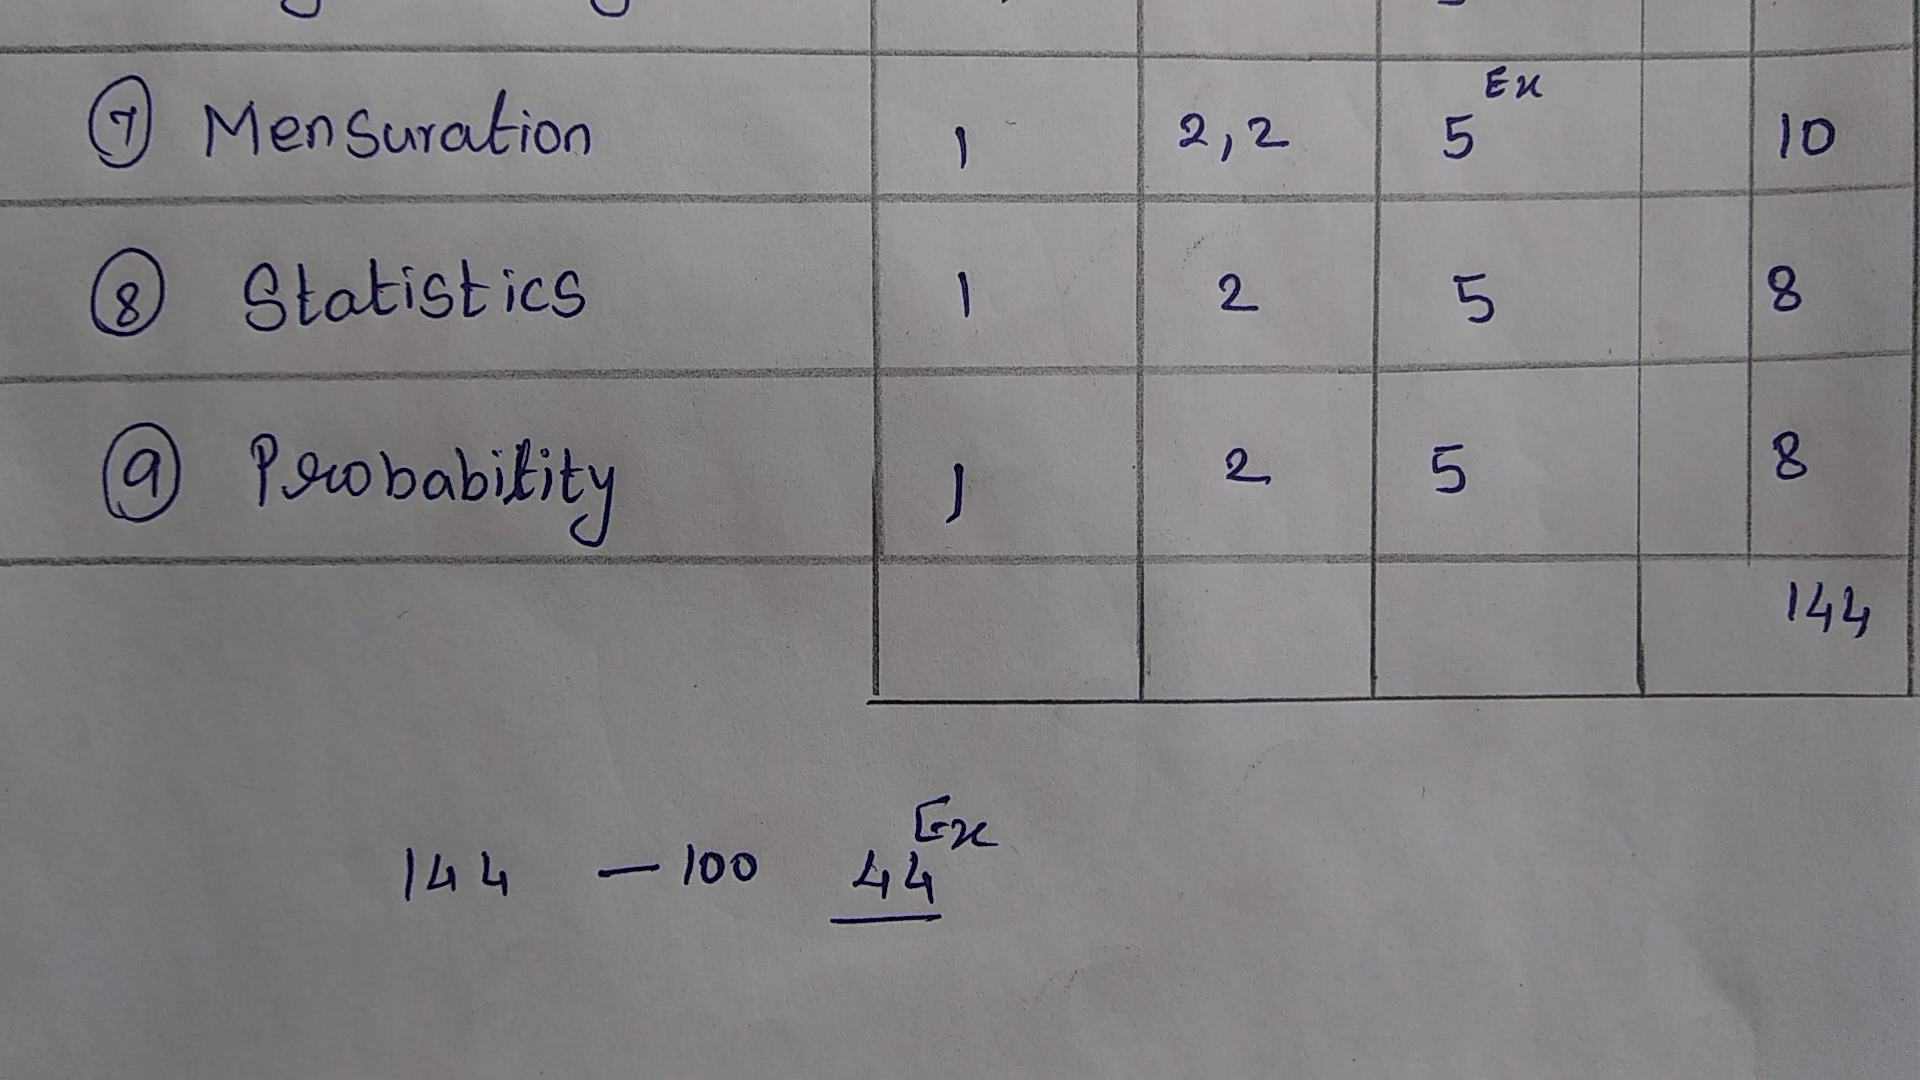 ⑦ Mensuration 1 2,2 5 Ex 10
⑧ Statistics 1 2 5 8
⑨ Probability 1 2 5 8
144
144 — 100 44 Ex